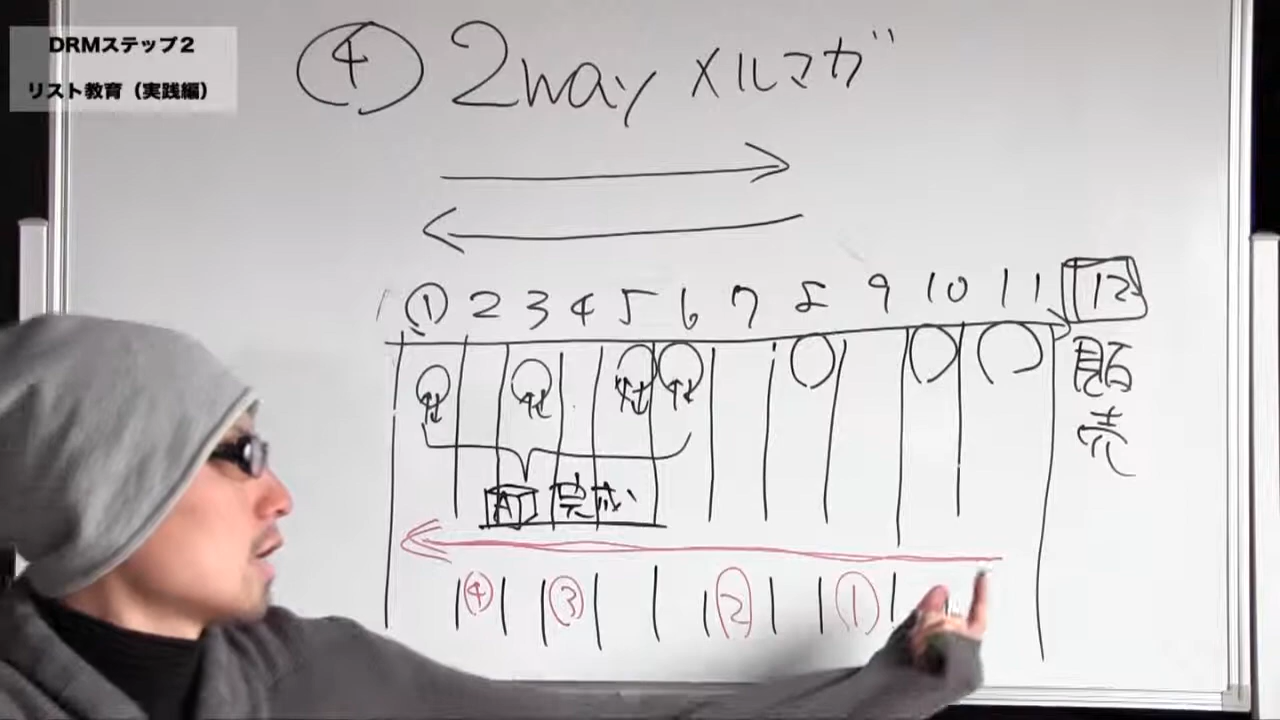 DRMステップ2
リスト教育（実践編）
④ 2way メルマガ
① 2 3 4 5 6 7 8 9 10 11 12
販売
完成
④ ③ ② ①